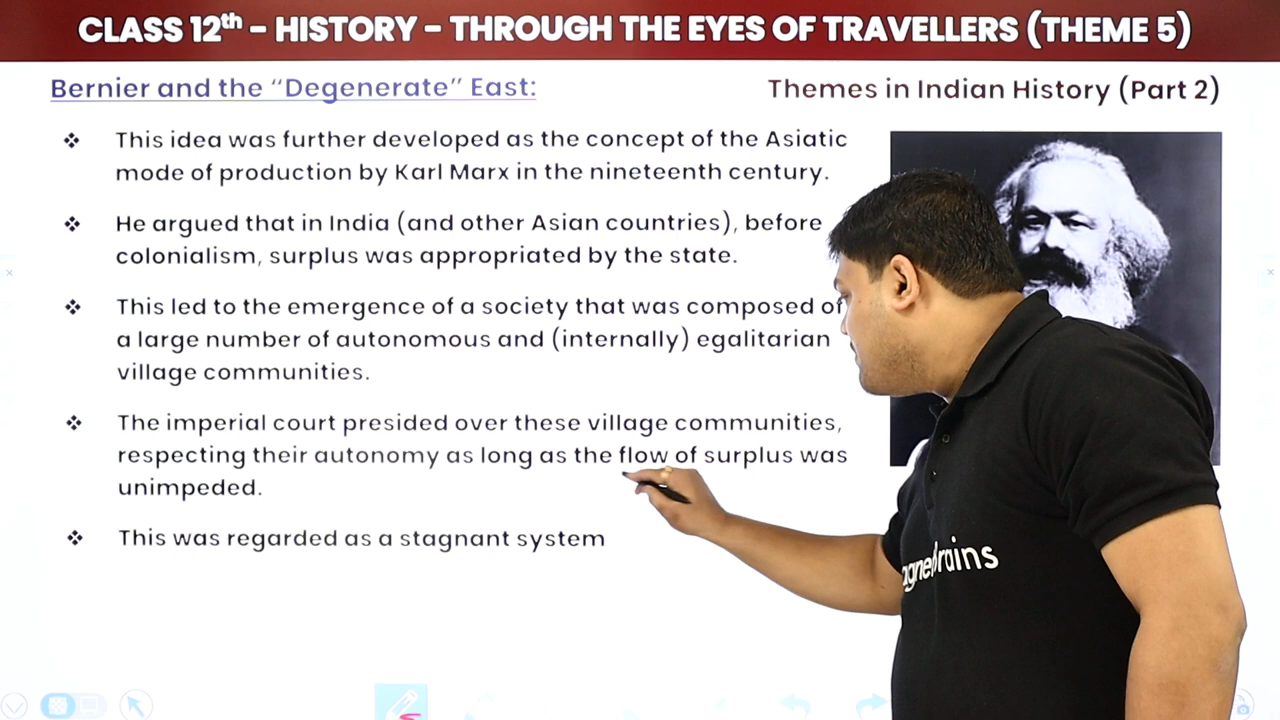 CLASS 12th - HISTORY - THROUGH THE EYES OF TRAVELLERS (THEME 5)
Bernier and the "Degenerate" East:
Themes in Indian History (Part 2)
❖ This idea was further developed as the concept of the Asiatic
mode of production by Karl Marx in the nineteenth century.
❖ He argued that in India (and other Asian countries), before
colonialism, surplus was appropriated by the state.
❖ This led to the emergence of a society that was composed of
a large number of autonomous and (internally) egalitarian
village communities.
❖ The imperial court presided over these village communities,
respecting their autonomy as long as the flow of surplus was
unimpeded.
❖ This was regarded as a stagnant system